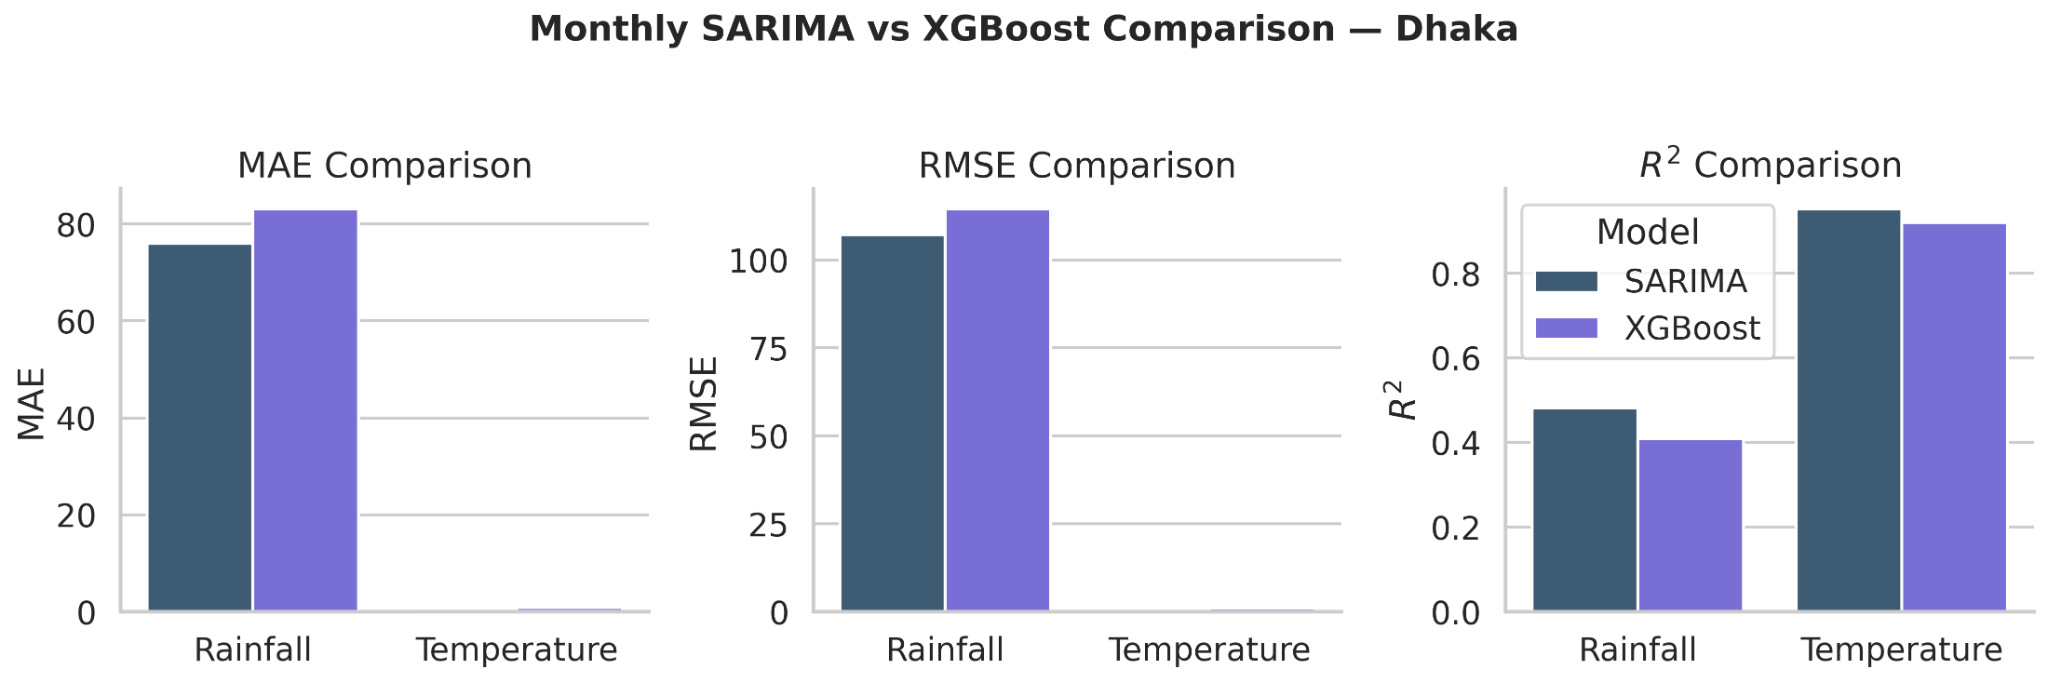 Monthly SARIMA vs XGBoost Comparison — Dhaka
MAE Comparison
MAE
80
60
40
20
0
Rainfall
Temperature
RMSE Comparison
RMSE
100
75
50
25
0
Rainfall
Temperature
R² Comparison
R²
Model
SARIMA
XGBoost
0.8
0.6
0.4
0.2
0.0
Rainfall
Temperature